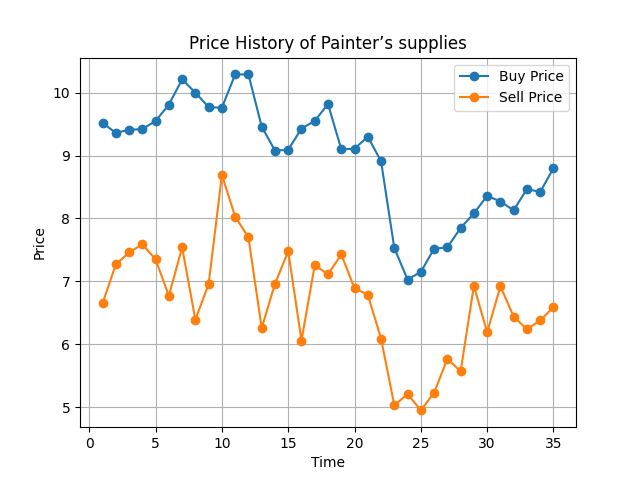 Price History of Painter’s supplies
Buy Price
Sell Price
Price
10
9
8
7
6
5
0 5 10 15 20 25 30 35
Time